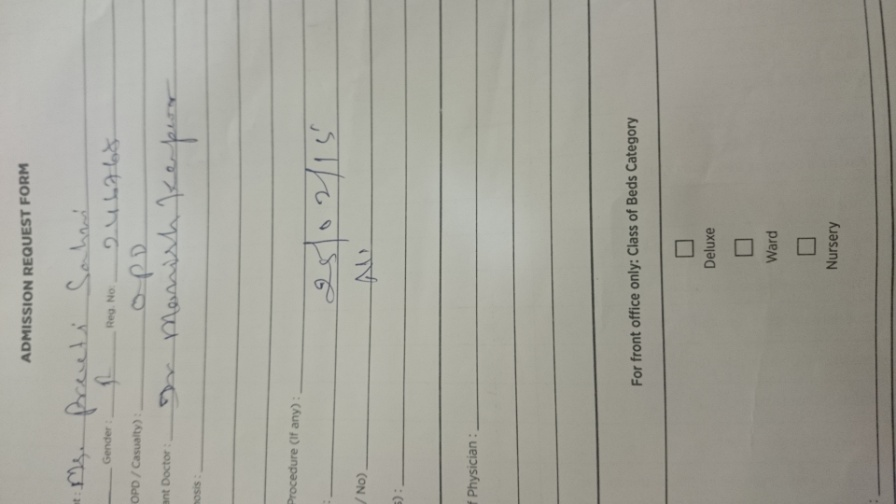 ADMISSION REQUEST FORM
t : Ms. Preeti Sahni
Gender : F Reg. No. 246768
OPD / Casualty) : OPD
ant Doctor : Dr Manish Kapoor
osis :
Procedure (If any) :
: 25/02/15
/ No) No
s) :
f Physician :
For front office only: Class of Beds Category
Deluxe
Ward
Nursery
: